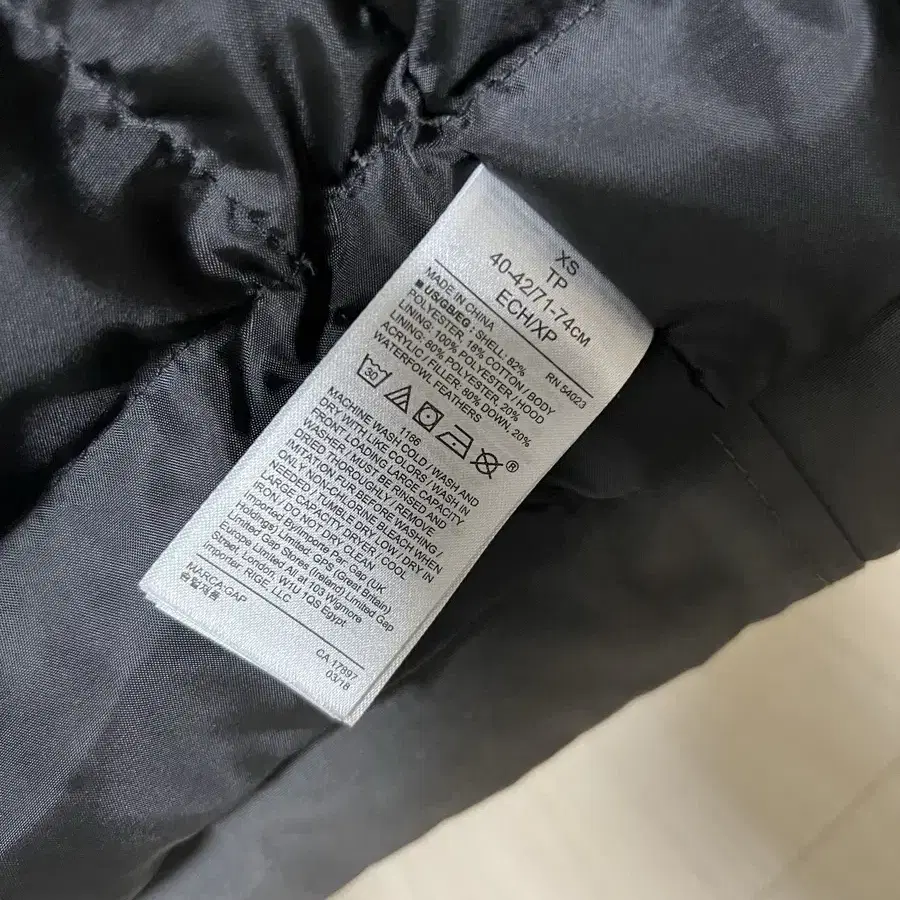 XS
TP
40-42/71-74CM
ECH/XP
MADE IN CHINA
RN 54023
■ US/GB/EG : SHELL: 82%
POLYESTER, 18% COTTON / BODY
LINING: 100% POLYESTER / HOOD
LINING: 80% POLYESTER, 20%
ACRYLIC / FILLER: 80% DOWN, 20%
WATERFOWL FEATHERS
30
®
1166
MACHINE WASH COLD / WASH AND
DRY WITH LIKE COLORS / WASH IN
FRONT LOADING LARGE CAPACITY
WASHER / MUST BE RINSED AND
DRIED THOROUGHLY / REMOVE
IMITATION FUR BEFORE WASHING /
ONLY NON-CHLORINE BLEACH WHEN
NEEDED / TUMBLE DRY LOW / DRY IN
LARGE CAPACITY DRYER / COOL
IRON / DO NOT DRY CLEAN
Imported By/Importe Par: Gap (UK
Holdings) Limited. GPS (Great Britain)
Limited Gap Stores (Ireland) Limited Gap
Europe Limited All at 103 Wigmore
Street, London, W1U 1QS Egypt
Importer: RIGE, LLC
MARCA:GAP
CA 17897
03/18